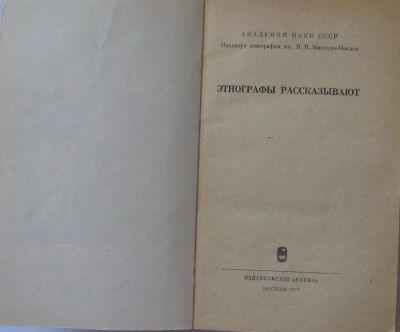 АКАДЕМИЯ НАУК СССР
Институт этнографии им. Н. Н. Миклухо-Маклая
ЭТНОГРАФЫ РАССКАЗЫВАЮТ
ИЗДАТЕЛЬСТВО «НАУКА»
МОСКВА